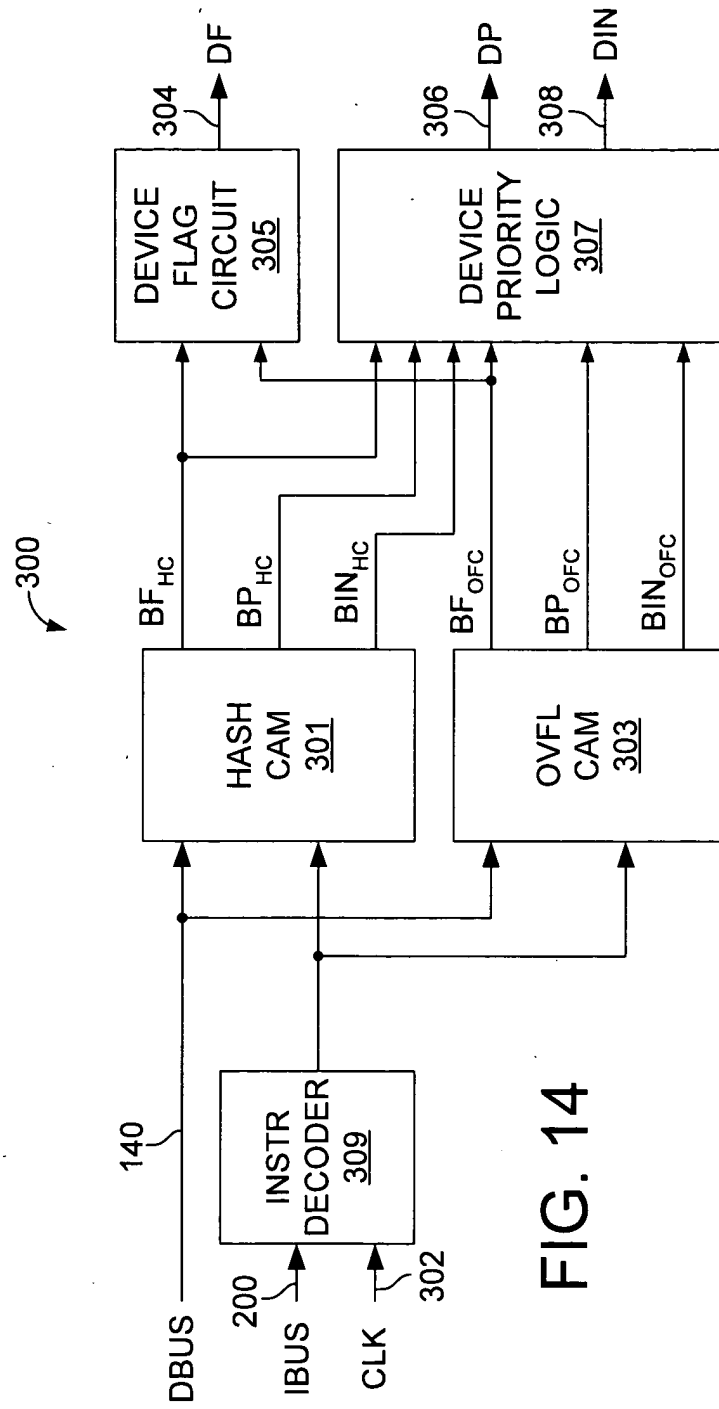 300
DBUS
140
IBUS
200
CLK
302
INSTR
DECODER
309
HASH
CAM
301
OVFL
CAM
303
BF_HC
BP_HC
BIN_HC
BF_OFC
BP_OFC
BIN_OFC
DEVICE
FLAG
CIRCUIT
305
DEVICE
PRIORITY
LOGIC
307
304
DF
306
DP
308
DIN
FIG. 14